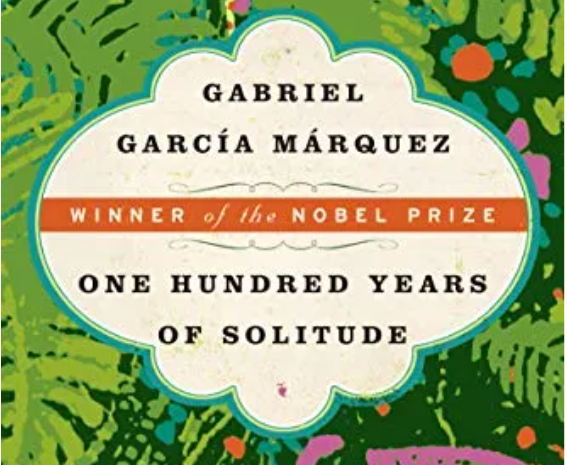 GABRIEL
GARCÍA MÁRQUEZ
WINNER of the NOBEL PRIZE
ONE HUNDRED YEARS
OF SOLITUDE